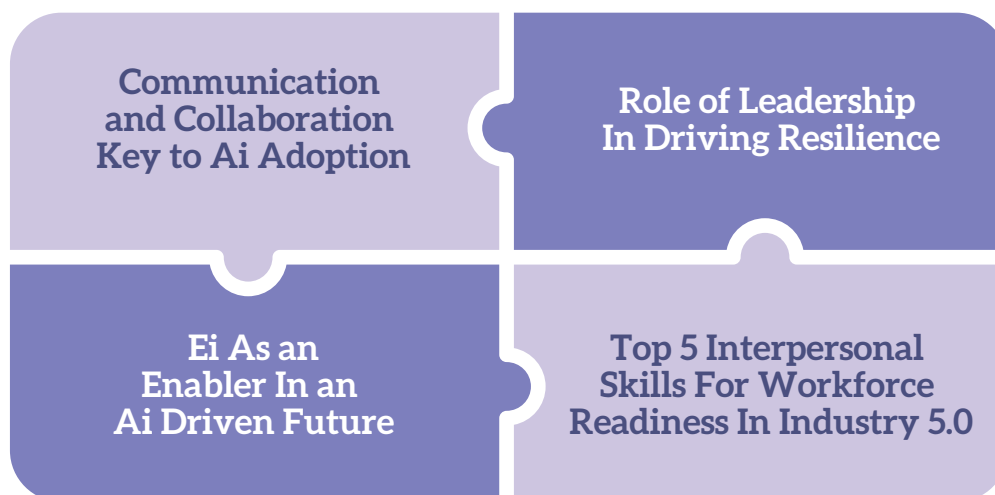 Communication
and Collaboration
Key to Ai Adoption
Role of Leadership
In Driving Resilience
Ei As an
Enabler In an
Ai Driven Future
Top 5 Interpersonal
Skills For Workforce
Readiness In Industry 5.0